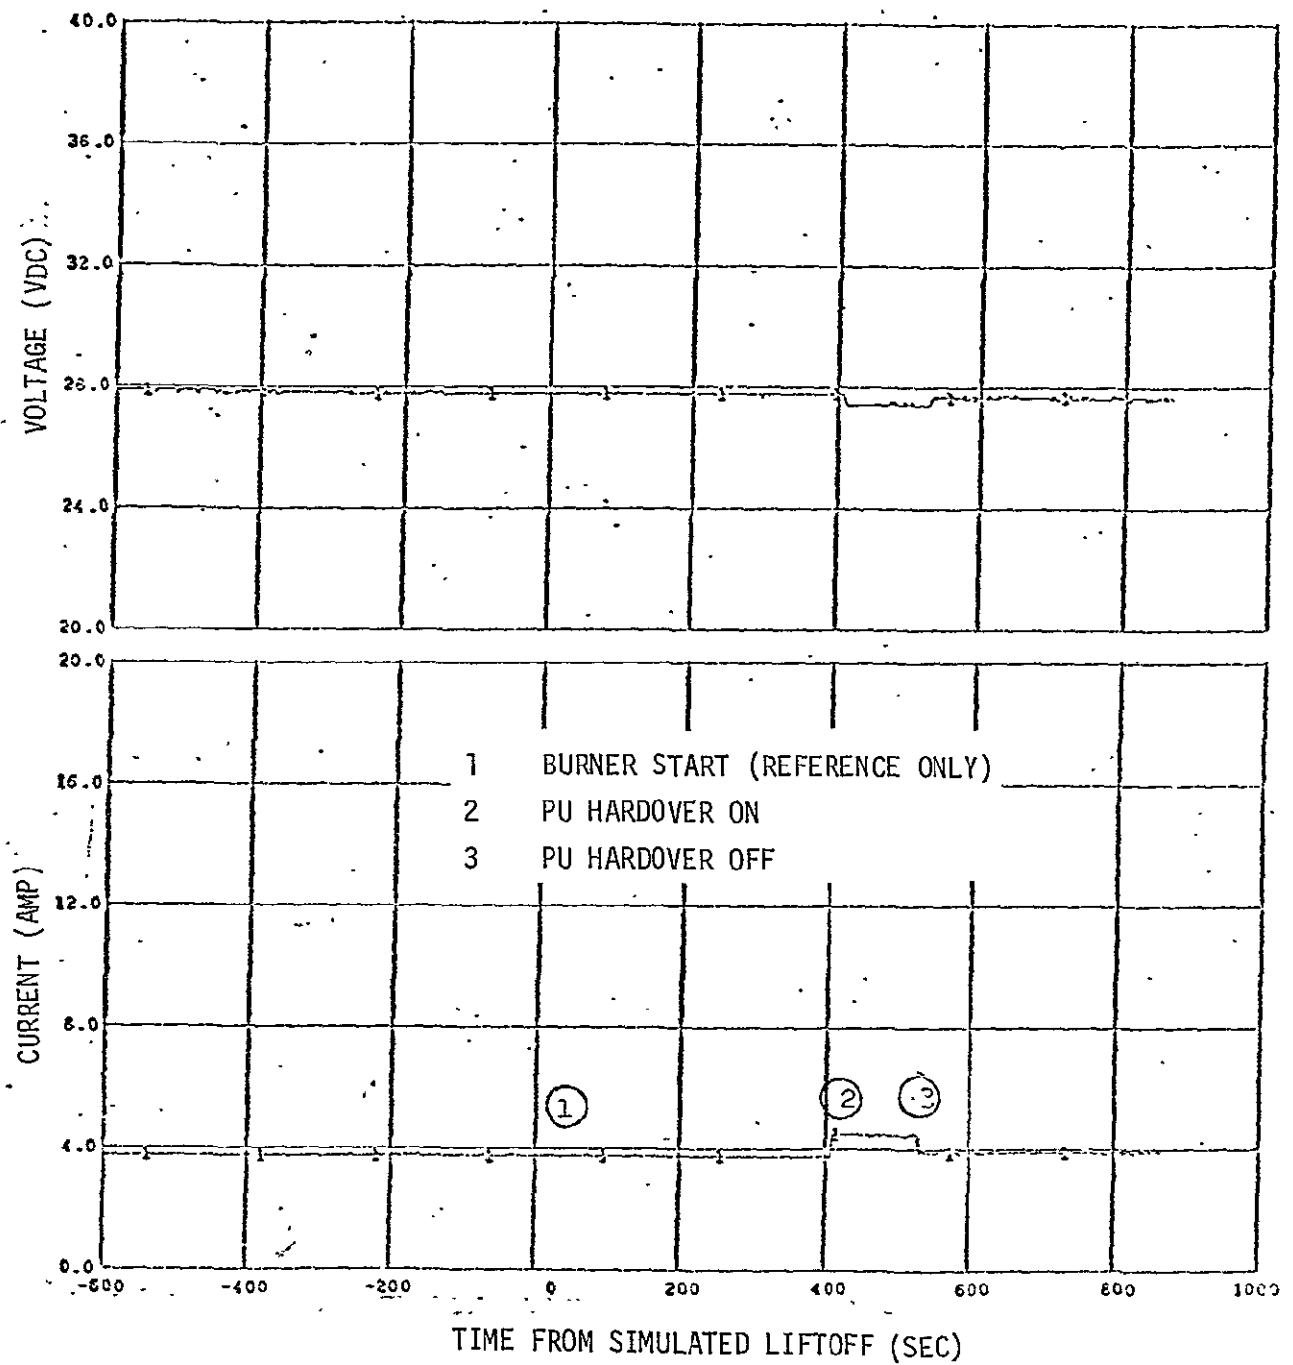 40.0
36.0
32.0
28.0
24.0
20.0
VOLTAGE (VDC)
20.0
16.0
12.0
8.0
4.0
0.0
CURRENT (AMP)
1 BURNER START (REFERENCE ONLY)
2 PU HARDOVER ON
3 PU HARDOVER OFF
1
2
3
-600 -400 -200 0 200 400 600 800 1000
TIME FROM SIMULATED LIFTOFF (SEC)